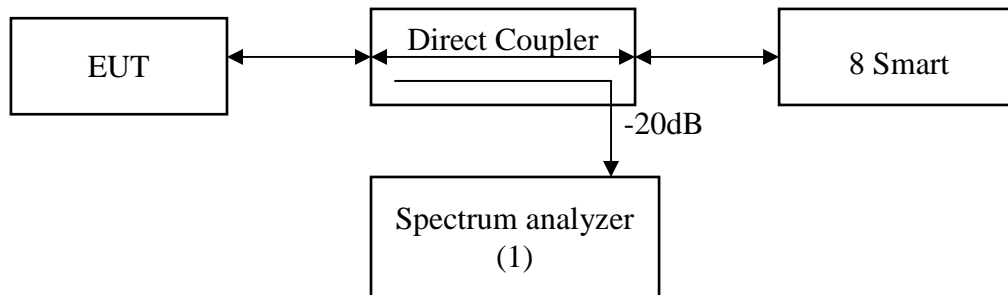 EUT
Direct Coupler
8 Smart
-20dB
Spectrum analyzer
(1)